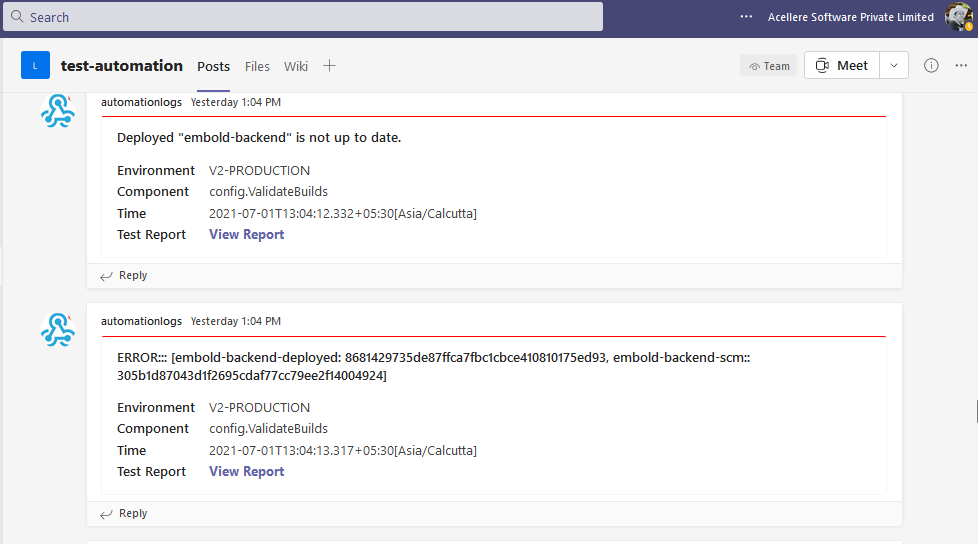 Search
Acellere Software Private Limited
L
test-automation
Posts
Files
Wiki
Team
Meet
automationlogs Yesterday 1:04 PM
Deployed "embold-backend" is not up to date.
Environment V2-PRODUCTION
Component config.ValidateBuilds
Time 2021-07-01T13:04:12.332+05:30[Asia/Calcutta]
Test Report View Report
Reply
automationlogs Yesterday 1:04 PM
ERROR::: [embold-backend-deployed: 8681429735de87ffca7fbc1cbce410810175ed93, embold-backend-scm::
305b1d87043d1f2695cdaf77cc79ee2f14004924]
Environment V2-PRODUCTION
Component config.ValidateBuilds
Time 2021-07-01T13:04:13.317+05:30[Asia/Calcutta]
Test Report View Report
Reply